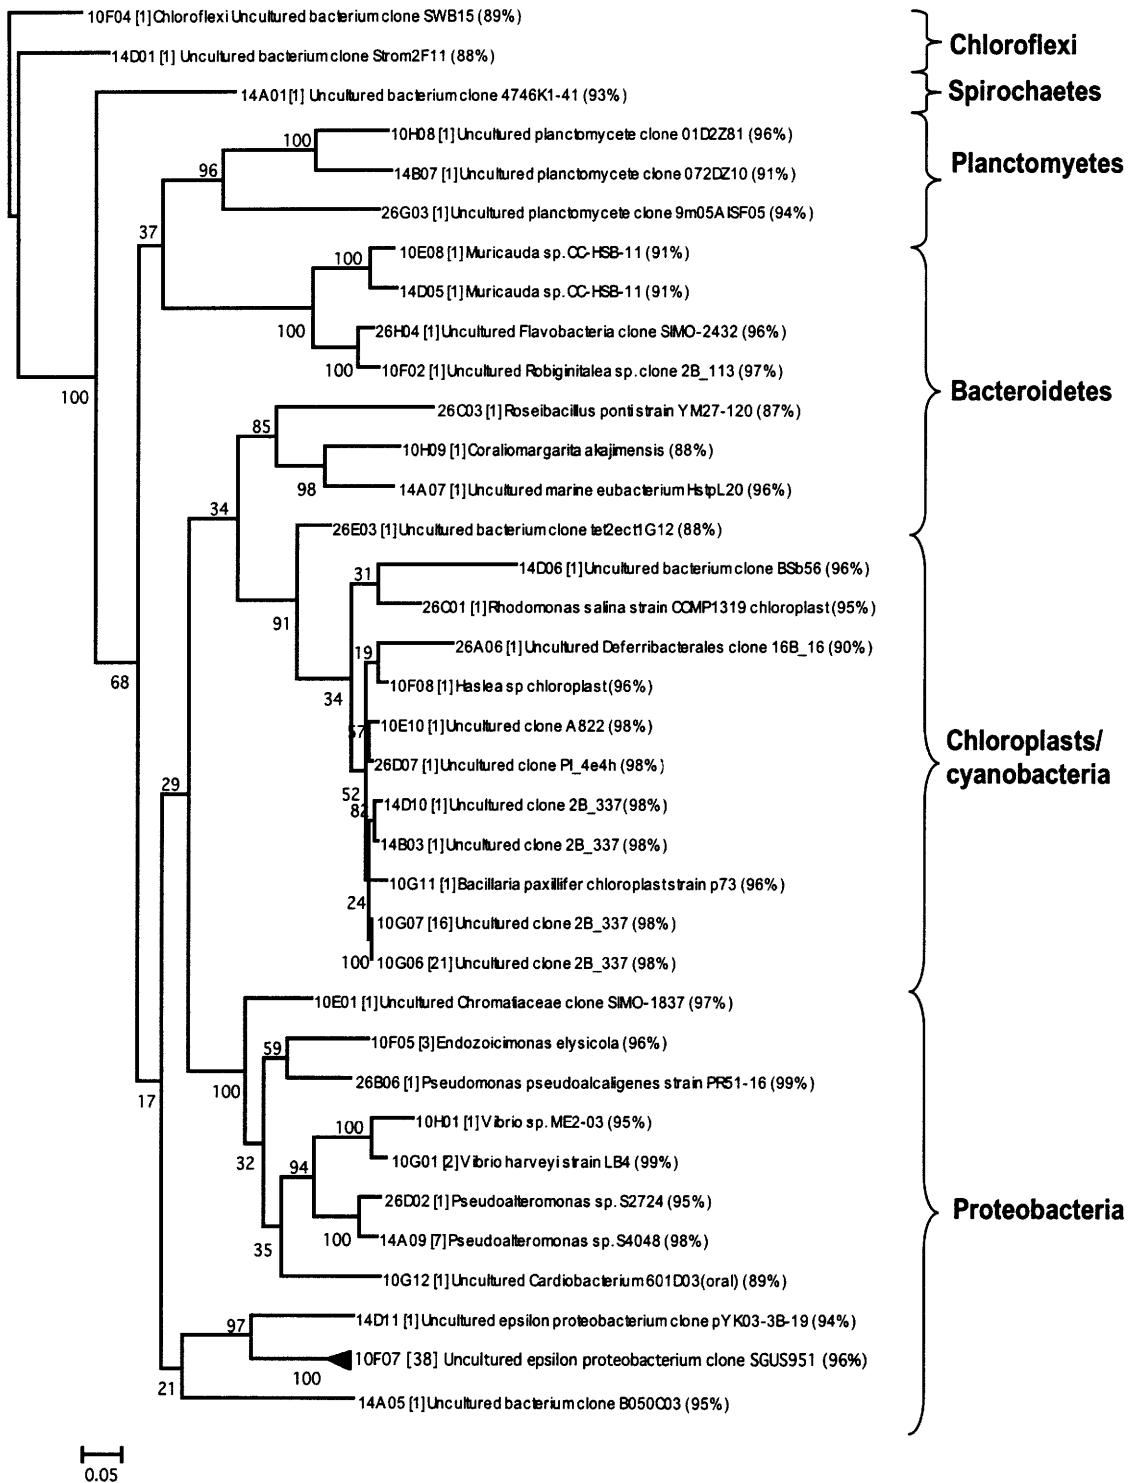 10F04 [1]Chloroflexi Uncultured bacterium clone SWB15 (89%)
Chloroflexi
14D01 [1] Uncultured bacterium clone Strom2F11 (88%)
14A01[1] Uncultured bacterium clone 4746K1-41 (93%)
Spirochaetes
100
10H08 [1]Uncultured planctomycete clone 01D2Z81 (96%)
Planctomyetes
96
14B07 [1]Uncultured planctomycete clone 072DZ10 (91%)
26G03 [1]Uncultured planctomycete clone 9m05AISF05 (94%)
37
100
10E08 [1]Muricauda sp.CC-HSB-11 (91%)
14D05 [1]Muricauda sp.CC-HSB-11 (91%)
100
26H04 [1]Uncultured Flavobacteria clone SIMO-2432 (96%)
100
10F02 [1]Uncultured Robiginitalea sp.clone 2B_113 (97%)
100
Bacteroidetes
85
26C03 [1]Roseibacillus ponti strain YM27-120 (87%)
10H09 [1]Coraliomargarita akajimensis (88%)
98
14A07 [1]Uncultured marine eubacterium HstpL20 (96%)
34
26E03 [1]Uncultured bacterium clone tet2ect1G12 (88%)
31
14D06 [1]Uncultured bacterium clone BSb56 (96%)
26C01 [1]Rhodomonas salina strain CCMP1319 chloroplast(95%)
91
19
26A06 [1]Uncultured Deferribacterales clone 16B_16 (90%)
68
34
10F08 [1]Haslea sp chloroplast(96%)
57
10E10 [1]Uncultured clone A822 (98%)
Chloroplasts/
cyanobacteria
26D07 [1]Uncultured clone PI_4e4h (98%)
29
52
82
14D10 [1]Uncultured clone 2B_337(98%)
14B03 [1]Uncultured clone 2B_337 (98%)
10G11 [1]Bacillaria paxillifer chloroplast strain p73 (96%)
24
10G07 [16]Uncultured clone 2B_337 (98%)
100
10G06 [21]Uncultured clone 2B_337 (98%)
10E01 [1]Uncultured Chromatiaceae clone SIMO-1837 (97%)
59
10F05 [3]Endozoicimonas elysicola (96%)
100
26B06 [1]Pseudomonas pseudoalcaligenes strain PR51-16 (99%)
17
100
10H01 [1]Vibrio sp. ME2-03 (95%)
32
94
10G01 [2]Vibrio harveyi strain LB4 (99%)
26D02 [1]Pseudoalteromonas sp. S2724 (95%)
Proteobacteria
35
100
14A09 [7]Pseudoalteromonas sp. S4048 (98%)
10G12 [1]Uncultured Cardiobacterium 601D03(oral) (89%)
97
14D11 [1]Uncultured epsilon proteobacterium clone pYK03-3B-19 (94%)
100
10F07 [38] Uncultured epsilon proteobacterium clone SGUS951 (96%)
21
14A05 [1]Uncultured bacterium clone B050C03 (95%)
0.05